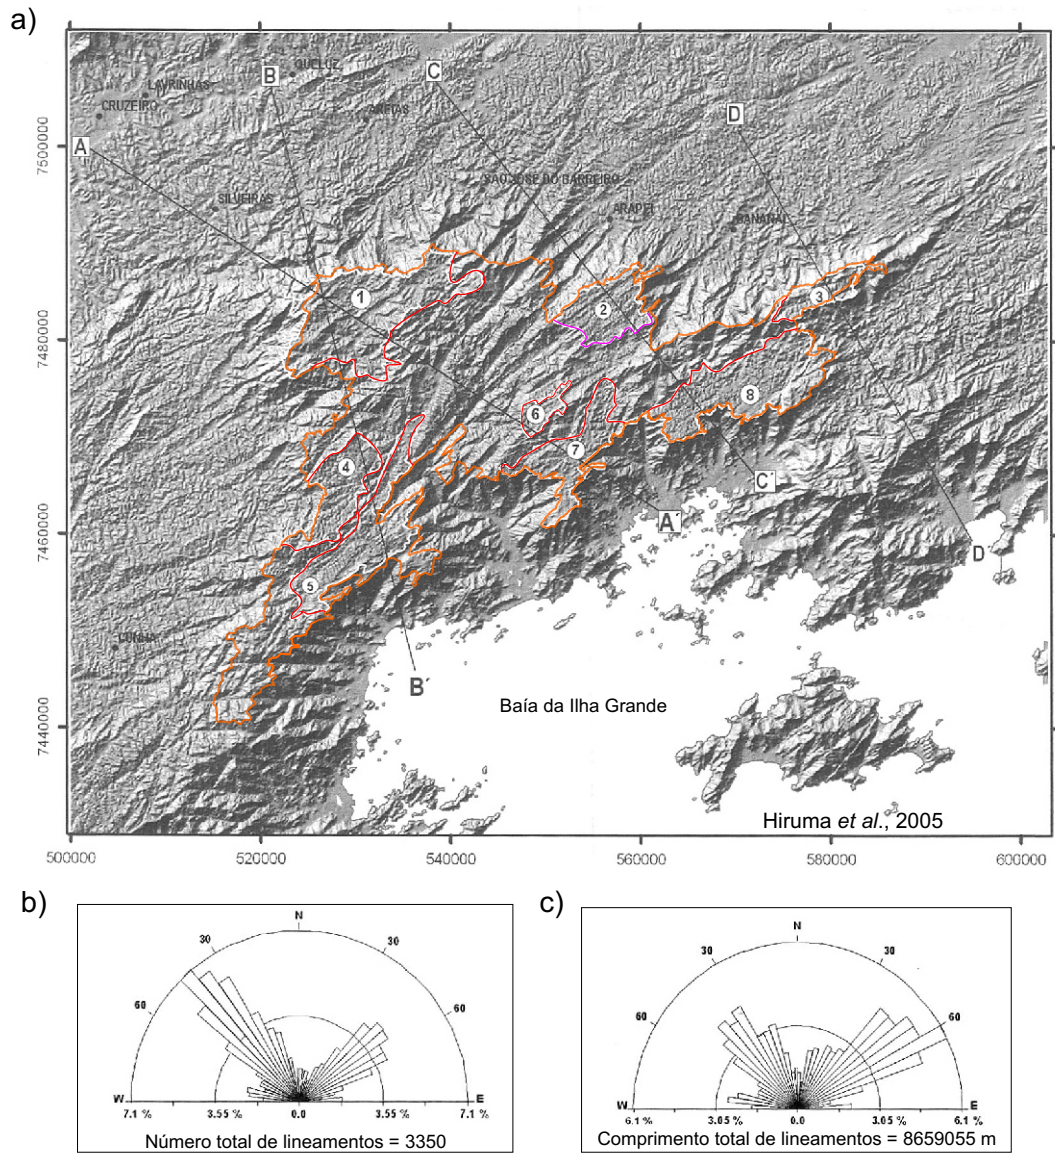 a)
B
QUELUZ
C
LAVRINHAS
CRUZEIRO
AREIAS
D
7500000
A
SÃO JOSÉ DO BARREIRO
SILVEIRAS
ARAPEÍ
BANANAL
1
2
3
7480000
8
6
7
4
C´
A´
7460000
D´
5
CUNHA
B´
Baía da Ilha Grande
7440000
Hiruma et al., 2005
500000 520000 540000 560000 580000 600000
b)
N
30 30
60 60
W E
7.1 % 3.55 % 0.0 3.55 % 7.1 %
Número total de lineamentos = 3350
c)
N
30 30
60 60
W E
6.1 % 3.05 % 0.0 3.05 % 6.1 %
Comprimento total de lineamentos = 8659055 m